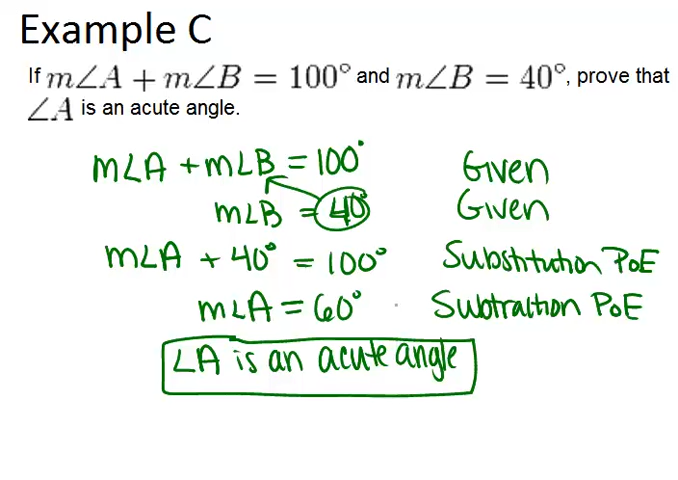 Example C
If m∠A + m∠B = 100° and m∠B = 40°, prove that
∠A is an acute angle.
m∠A + m∠B = 100° Given
m∠B = 40° Given
m∠A + 40° = 100° Substitution PoE
m∠A = 60° Subtraction PoE
∠A is an acute angle